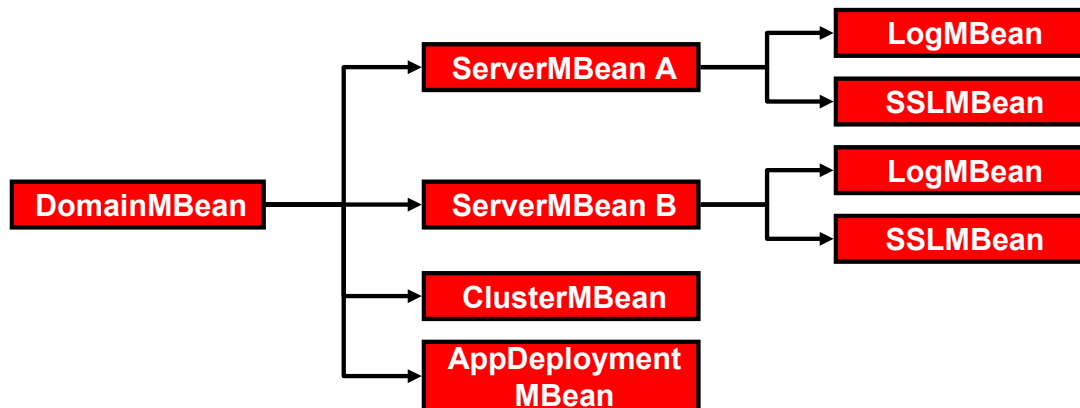 DomainMBean
ServerMBean A
LogMBean
SSLMBean
ServerMBean B
LogMBean
SSLMBean
ClusterMBean
AppDeployment
MBean